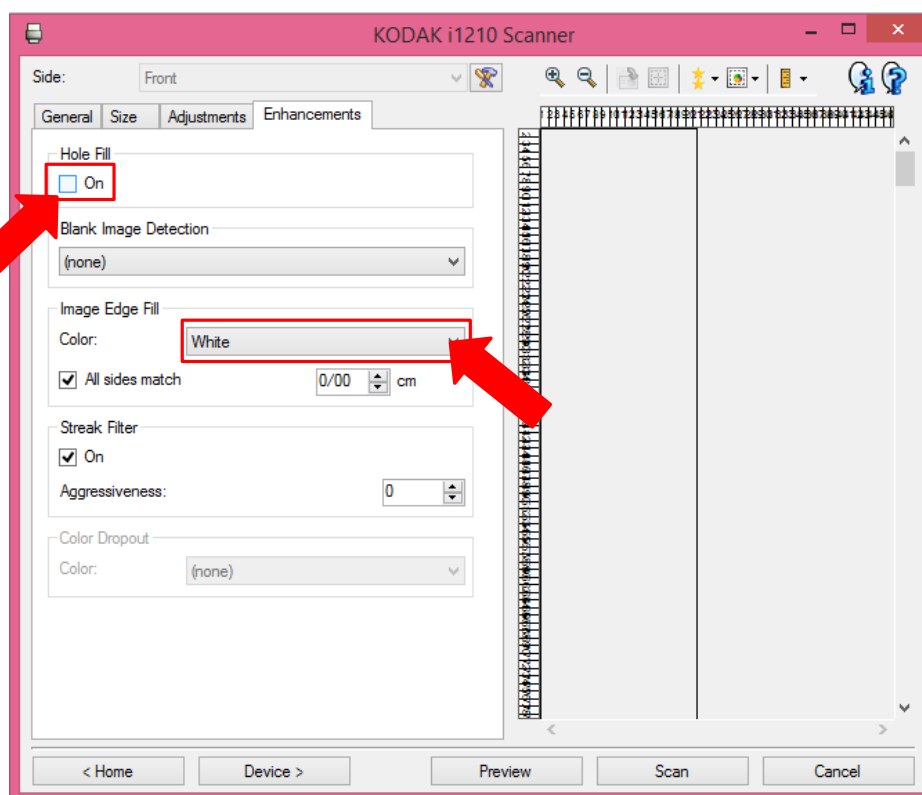 KODAK i1210 Scanner
Side: Front
General Size Adjustments Enhancements
Hole Fill
On
Blank Image Detection
(none)
Image Edge Fill
Color: White
All sides match 0/00 cm
Streak Filter
On
Aggressiveness: 0
Color Dropout
Color: (none)
< Home Device > Preview Scan Cancel